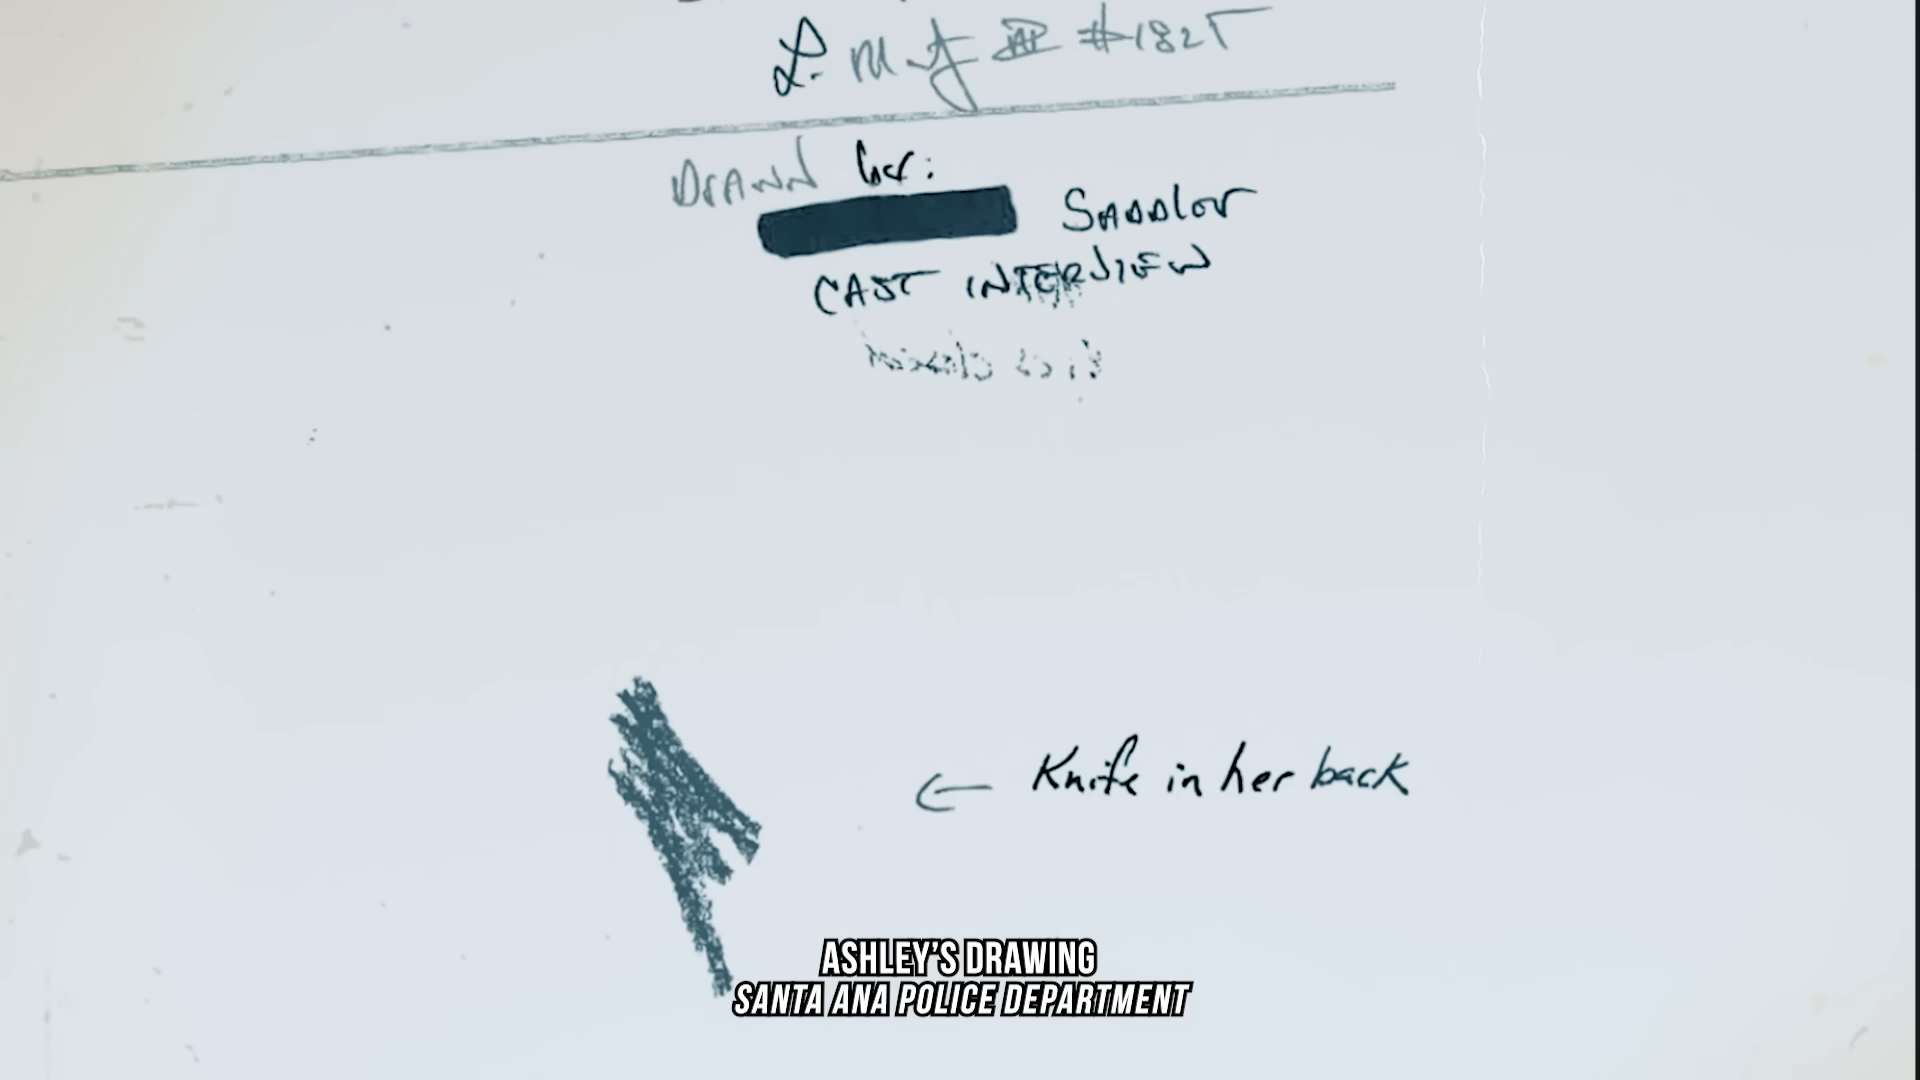 #1825
DRAWN by:
SADDLER
CAST INTERVIEW
← Knife in her back
ASHLEY'S DRAWING
SANTA ANA POLICE DEPARTMENT